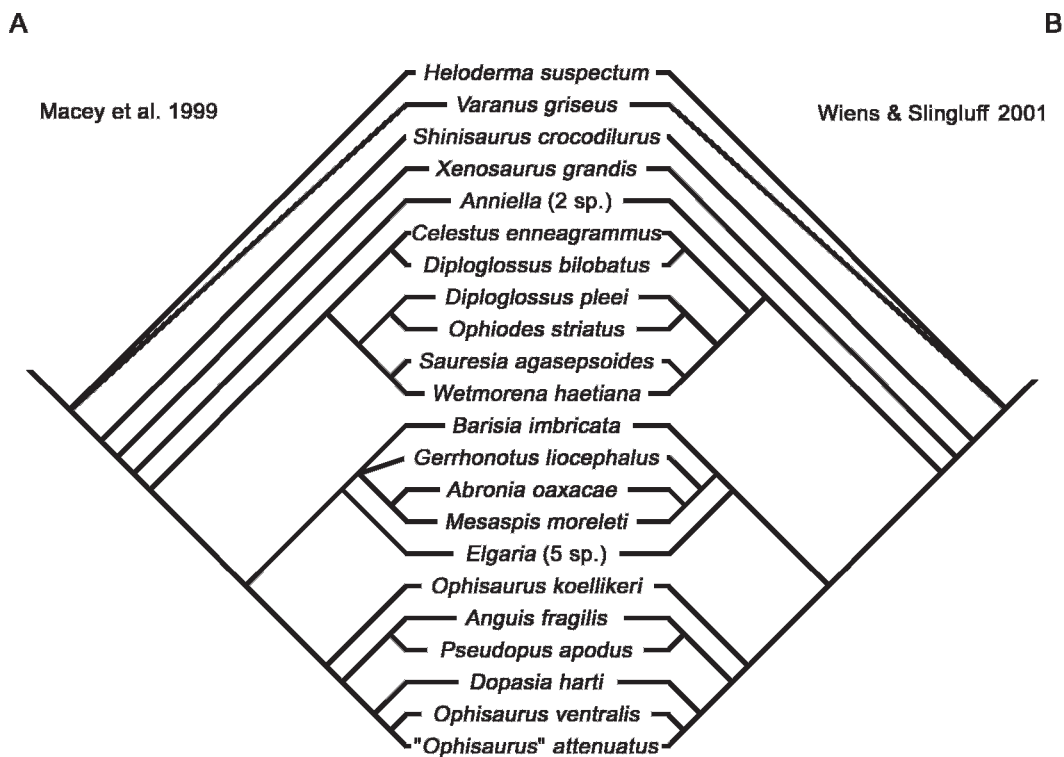 A
B
Macey et al. 1999
Wiens & Slingluff 2001
Heloderma suspectum
Varanus griseus
Shinisaurus crocodilurus
Xenosaurus grandis
Anniella (2 sp.)
Celestus enneagrammus
Diploglossus bilobatus
Diploglossus pleei
Ophiodes striatus
Sauresia agasepsoides
Wetmorena haetiana
Barisia imbricata
Gerrhonotus liocephalus
Abronia oaxacae
Mesaspis moreleti
Elgaria (5 sp.)
Ophisaurus koellikeri
Anguis fragilis
Pseudopus apodus
Dopasia harti
Ophisaurus ventralis
"Ophisaurus" attenuatus